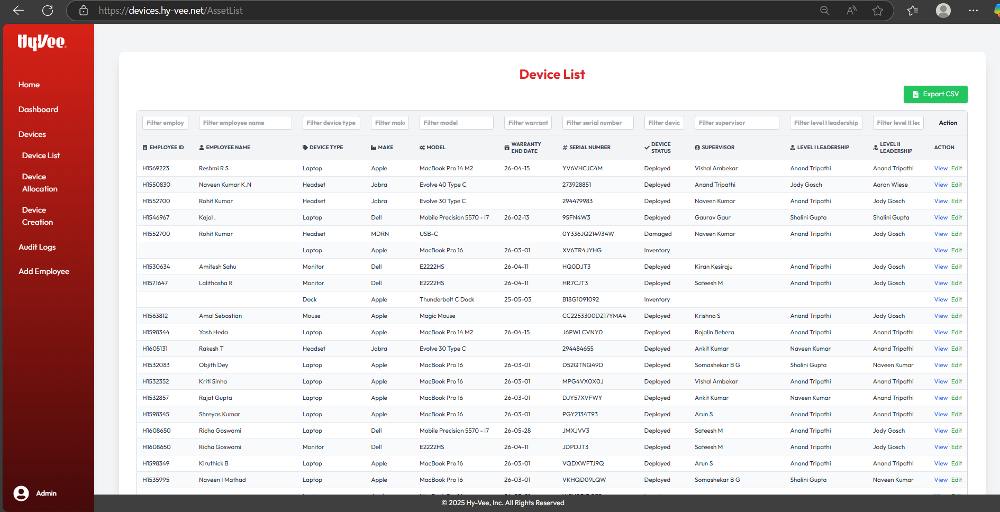 https://devices.hy-vee.net/AssetList
HyVee
Home
Dashboard
Devices
Device List
Device
Allocation
Device
Creation
Audit Logs
Add Employee
Admin
Device List
Export CSV
Filter employ Filter employee name Filter device type Filter mak Filter model Filter warrant Filter serial number Filter devic Filter supervisor Filter level I leadership Filter level II lea Action
EMPLOYEE ID EMPLOYEE NAME DEVICE TYPE MAKE MODEL WARRANTY END DATE SERIAL NUMBER DEVICE STATUS SUPERVISOR LEVEL I LEADERSHIP LEVEL II LEADERSHIP ACTION
H1569223 Reshmi R S Laptop Apple MacBook Pro 14 M2 26-04-15 YV6VHCJC4M Deployed Vishal Ambekar Anand Tripathi Anand Tripathi View Edit
H1550830 Naveen Kumar K.N Headset Jabra Evolve 40 Type C 273928851 Deployed Anand Tripathi Jody Gosch Aaron Wiese View Edit
H1552700 Rohit Kumar Headset Jabra Evolve 30 Type C 294479983 Deployed Naveen Kumar Anand Tripathi Jody Gosch View Edit
H1546967 Kajal . Laptop Dell Mobile Precision 5570 - I7 26-02-13 9SFN4W3 Deployed Gaurav Gaur Shalini Gupta Shalini Gupta View Edit
H1552700 Rohit Kumar Headset MDRN USB-C 0Y336JQ214934W Damaged Naveen Kumar Anand Tripathi Jody Gosch View Edit
Laptop Apple MacBook Pro 16 26-03-01 XV6TR4JYHG Inventory View Edit
H1530634 Amitesh Sahu Monitor Dell E2222HS 26-04-11 HQ0DJT3 Deployed Kiran Kesiraju Anand Tripathi Jody Gosch View Edit
H1571647 Lalithasha R Monitor Dell E2222HS 26-04-11 HR7CJT3 Deployed Sateesh M Anand Tripathi Jody Gosch View Edit
Dock Apple Thunderbolt C Dock 25-05-03 B18G1091092 Inventory View Edit
H1563812 Amal Sebastian Mouse Apple Magic Mouse CC2253300DZ17YMA4 Deployed Krishna S Anand Tripathi Jody Gosch View Edit
H1598344 Yash Heda Laptop Apple MacBook Pro 14 M2 26-04-15 J6PWLCVNY0 Deployed Rojalin Behera Anand Tripathi Anand Tripathi View Edit
H1605131 Rakesh T Headset Jabra Evolve 30 Type C 294484655 Deployed Ankit Kumar Naveen Kumar Anand Tripathi View Edit
H1532083 Objith Dey Laptop Apple MacBook Pro 16 26-03-01 D52QTNQ49D Deployed Somashekar B G Shalini Gupta Naveen Kumar View Edit
H1532352 Kriti Sinha Laptop Apple MacBook Pro 16 26-03-01 MPG4VX0X0J Deployed Vishal Ambekar Anand Tripathi Anand Tripathi View Edit
H1532857 Rajat Gupta Laptop Apple MacBook Pro 16 26-03-01 DJY57XVFWY Deployed Ankit Kumar Naveen Kumar Anand Tripathi View Edit
H1598345 Shreyas Kumar Laptop Apple MacBook Pro 16 26-03-01 PGY2134T93 Deployed Arun S Anand Tripathi Anand Tripathi View Edit
H1608650 Richa Goswami Laptop Dell Mobile Precision 5570 - I7 26-05-28 JMXJVV3 Deployed Sateesh M Anand Tripathi Jody Gosch View Edit
H1608650 Richa Goswami Monitor Dell E2222HS 26-04-11 JDPDJT3 Deployed Sateesh M Anand Tripathi Jody Gosch View Edit
H1598349 Kiruthick B Laptop Apple MacBook Pro 16 26-03-01 VQDXWFTJ9Q Deployed Arun S Anand Tripathi Anand Tripathi View Edit
H1535995 Naveen I Mathad Laptop Apple MacBook Pro 16 26-03-01 VKHQD09LQW Deployed Somashekar B G Shalini Gupta Naveen Kumar View Edit
© 2025 Hy-Vee, Inc. All Rights Reserved